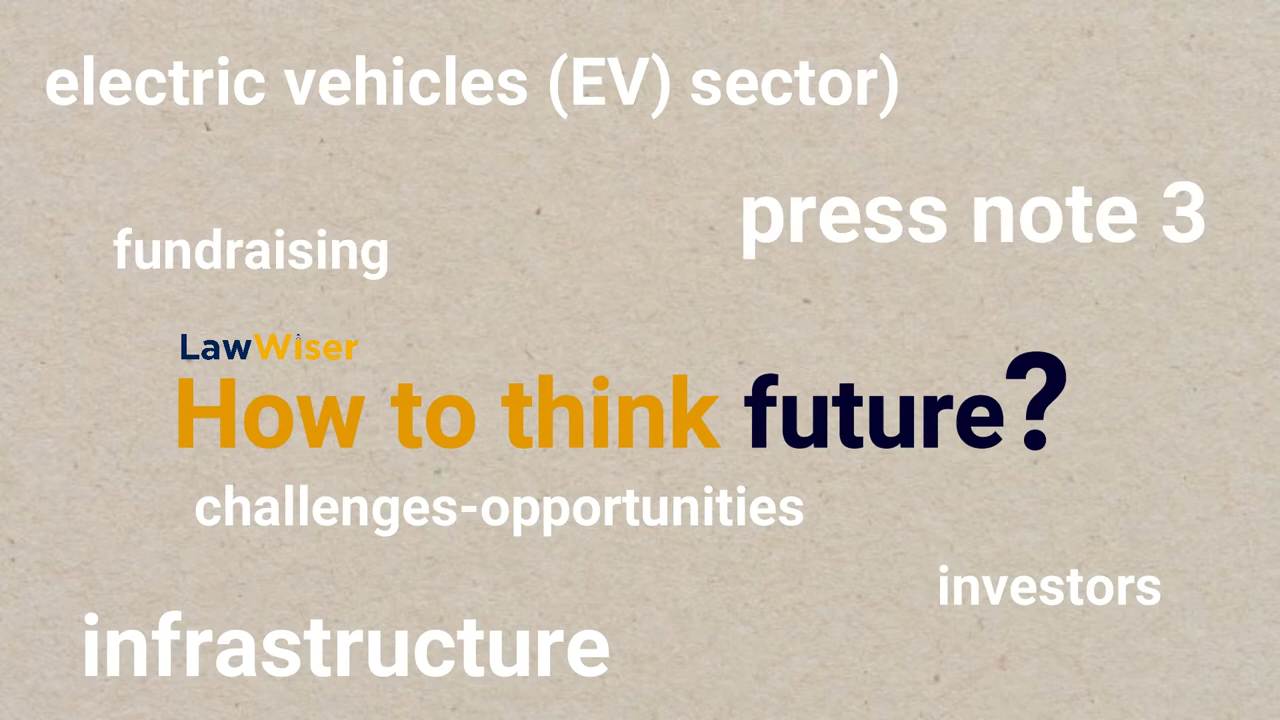 electric vehicles (EV) sector)
press note 3
fundraising
LawWiser
How to think future?
challenges-opportunities
investors
infrastructure